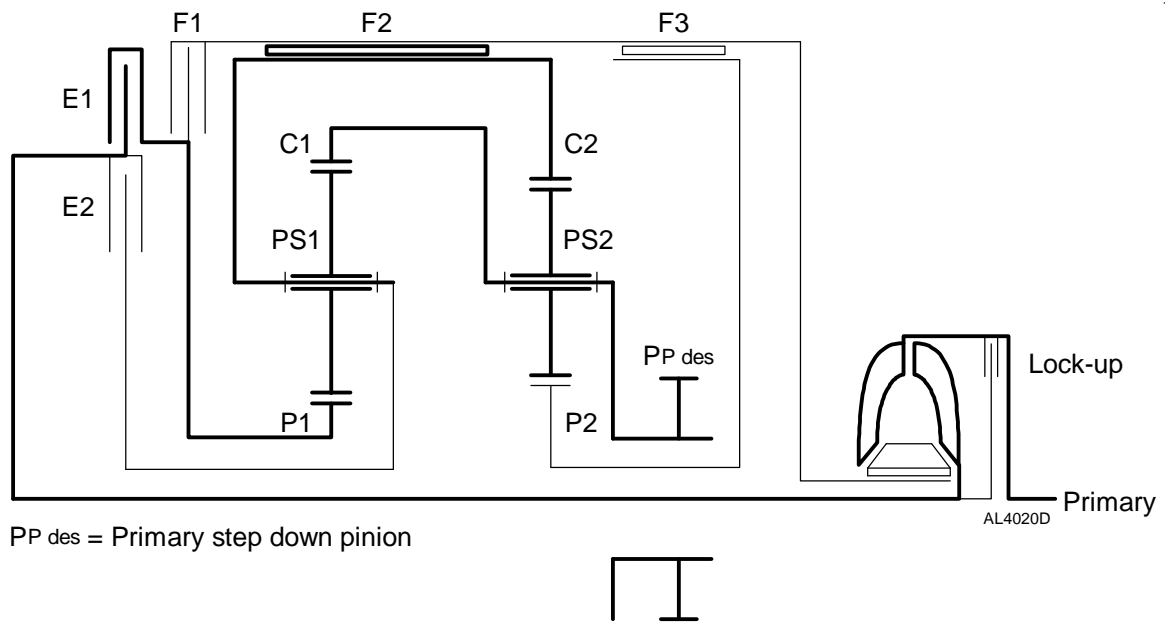 F1
F2
F3
E1
C1
C2
E2
PS1
PS2
PP des
Lock-up
P1
P2
Primary
AL4020D
PP des = Primary step down pinion